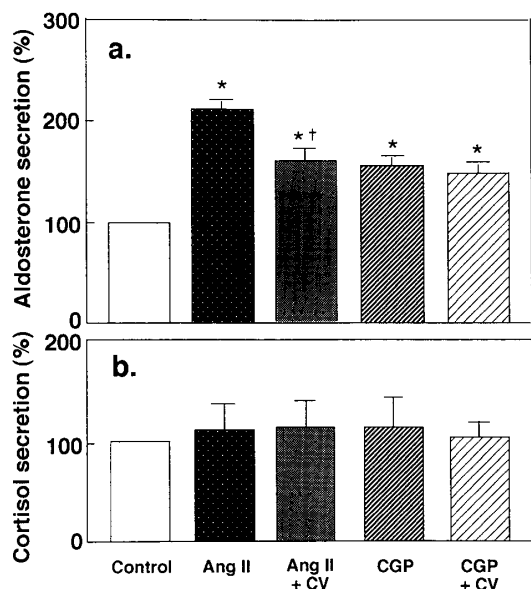 300
a.
*
200
* †
*
*
100
0
Aldosterone secretion (%)
200
b.
100
0
Cortisol secretion (%)
Control
Ang II
Ang II
+ CV
CGP
CGP
+ CV